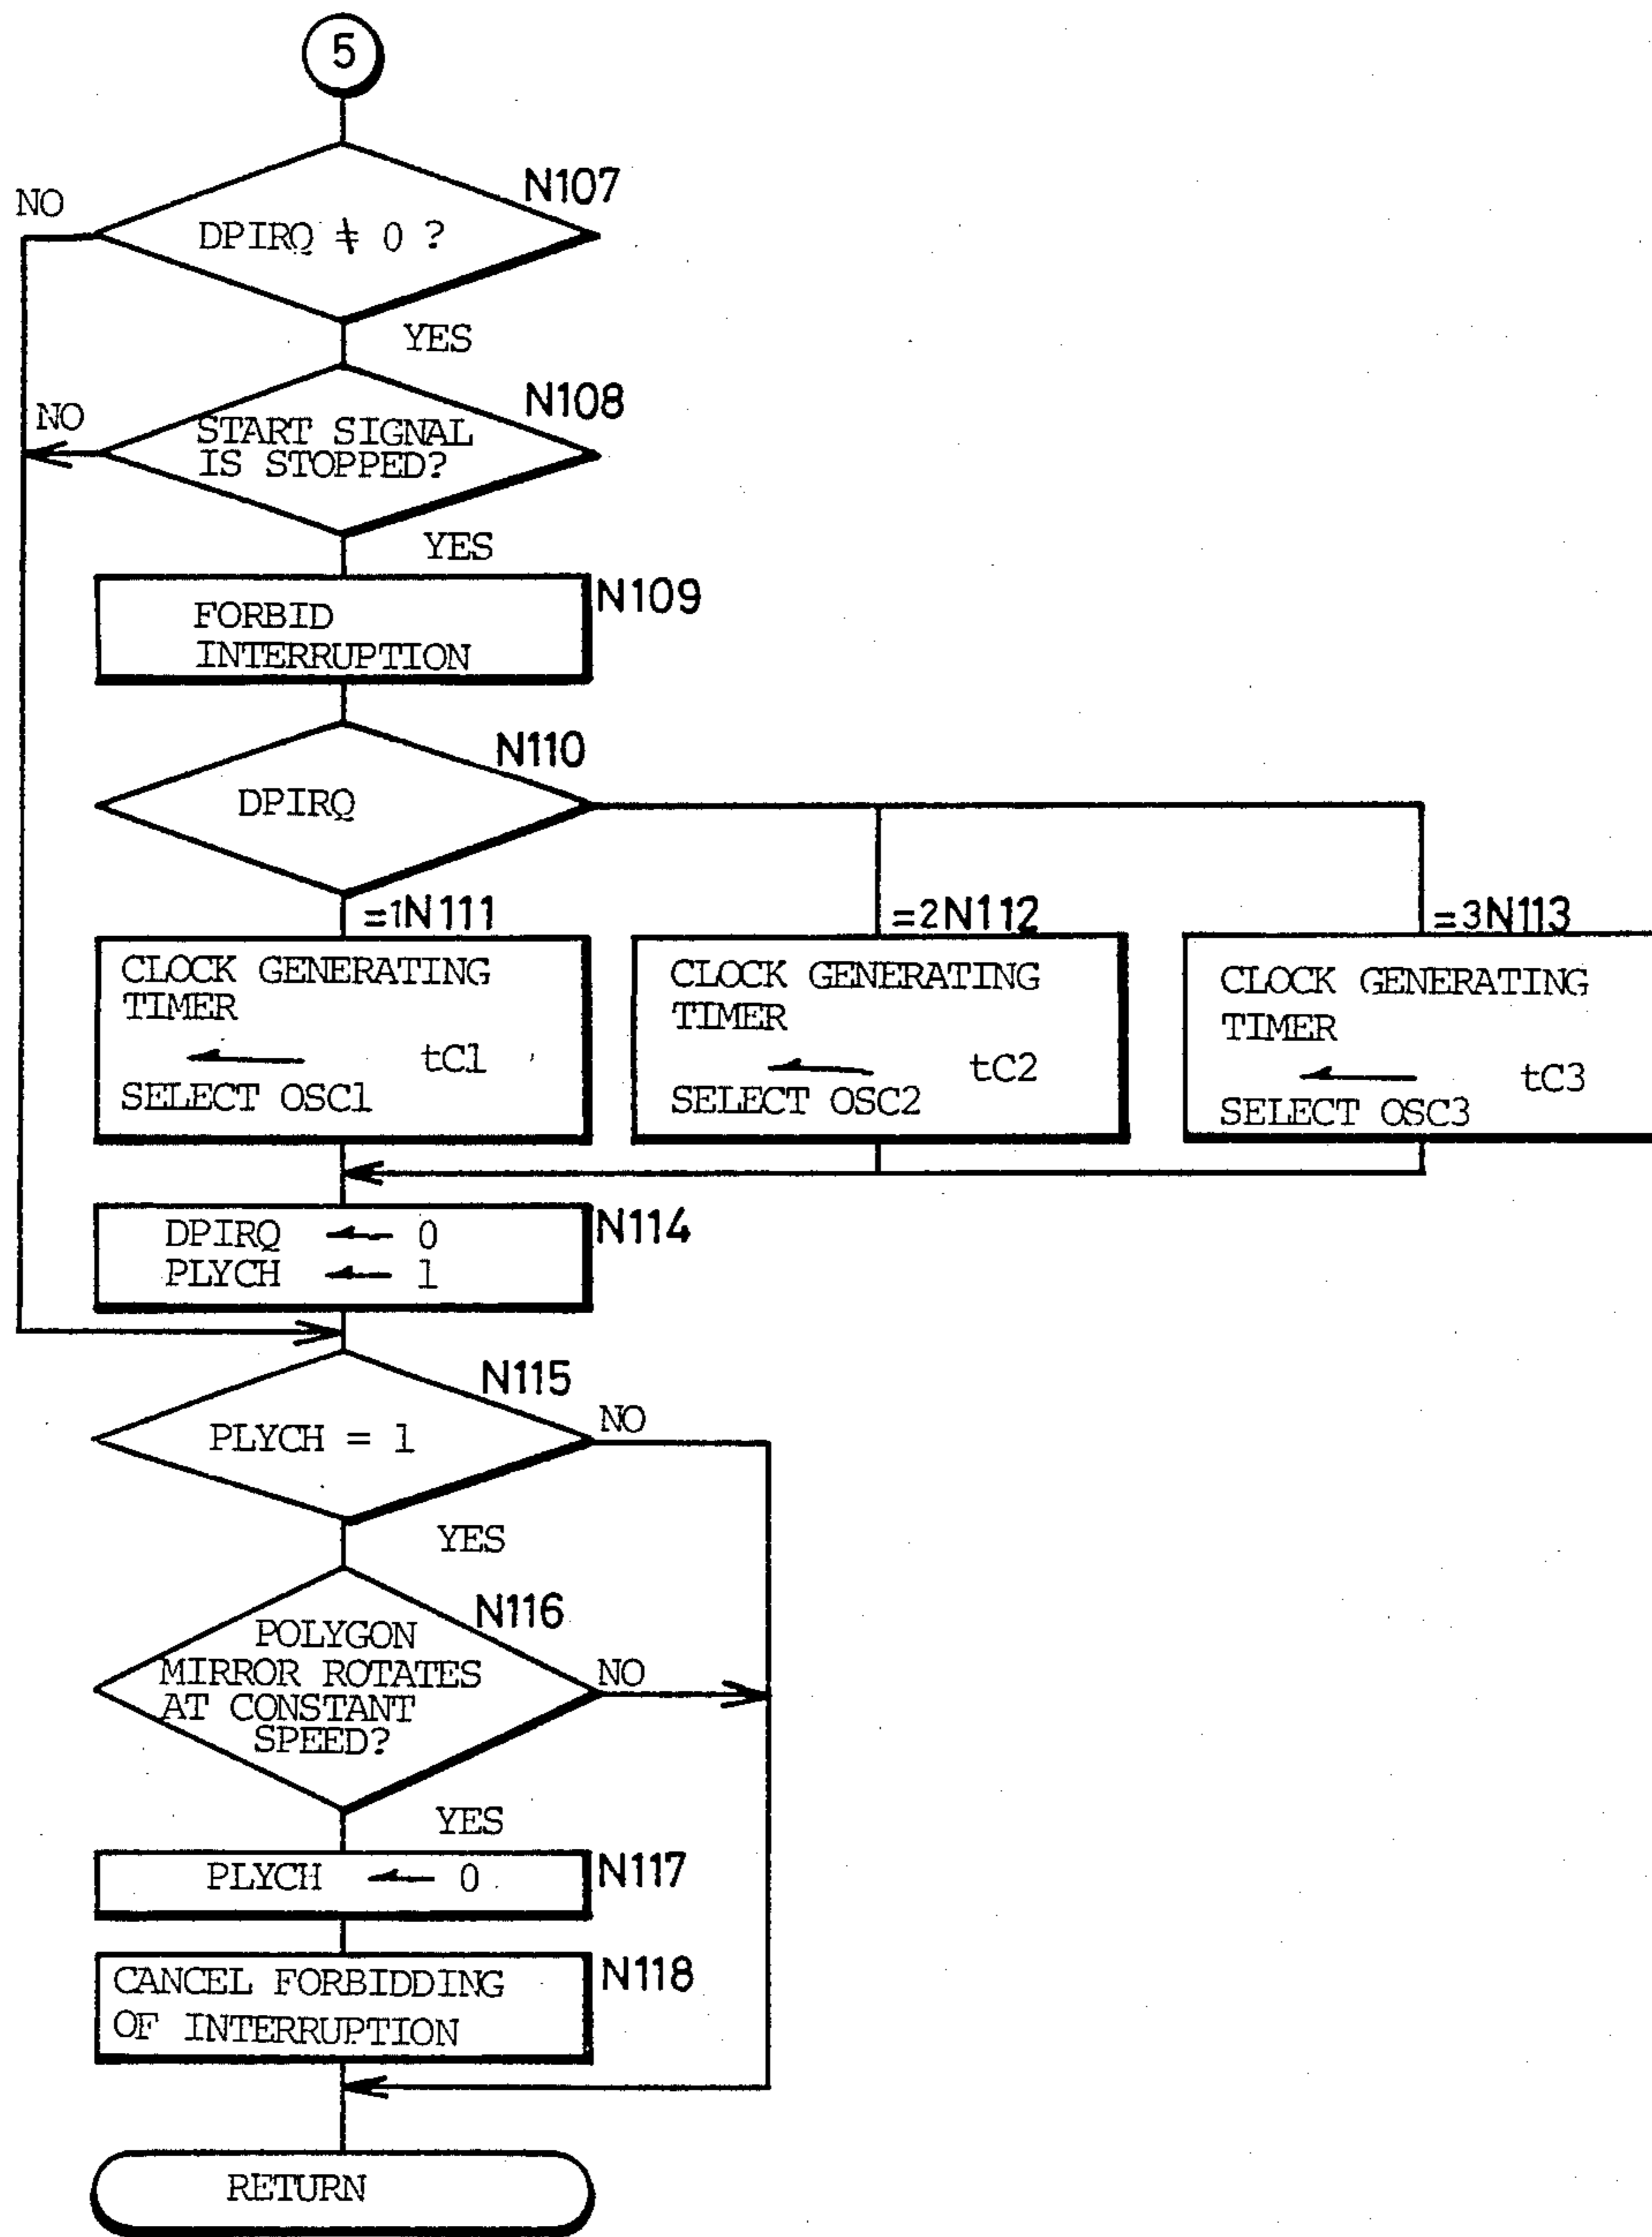 5
N107
NO
DPIRQ ≠ 0 ?
YES
N108
NO
START SIGNAL
IS STOPPED?
YES
N109
FORBID
INTERRUPTION
N110
DPIRQ
=1N111
=2N112
=3N113
CLOCK GENERATING
TIMER
← tC1
SELECT OSC1
CLOCK GENERATING
TIMER
← tC2
SELECT OSC2
CLOCK GENERATING
TIMER
← tC3
SELECT OSC3
N114
DPIRQ ← 0
PLYCH ← 1
N115
NO
PLYCH = 1
YES
N116
POLYGON
MIRROR ROTATES
AT CONSTANT
SPEED?
NO
YES
N117
PLYCH ← 0
N118
CANCEL FORBIDDING
OF INTERRUPTION
RETURN